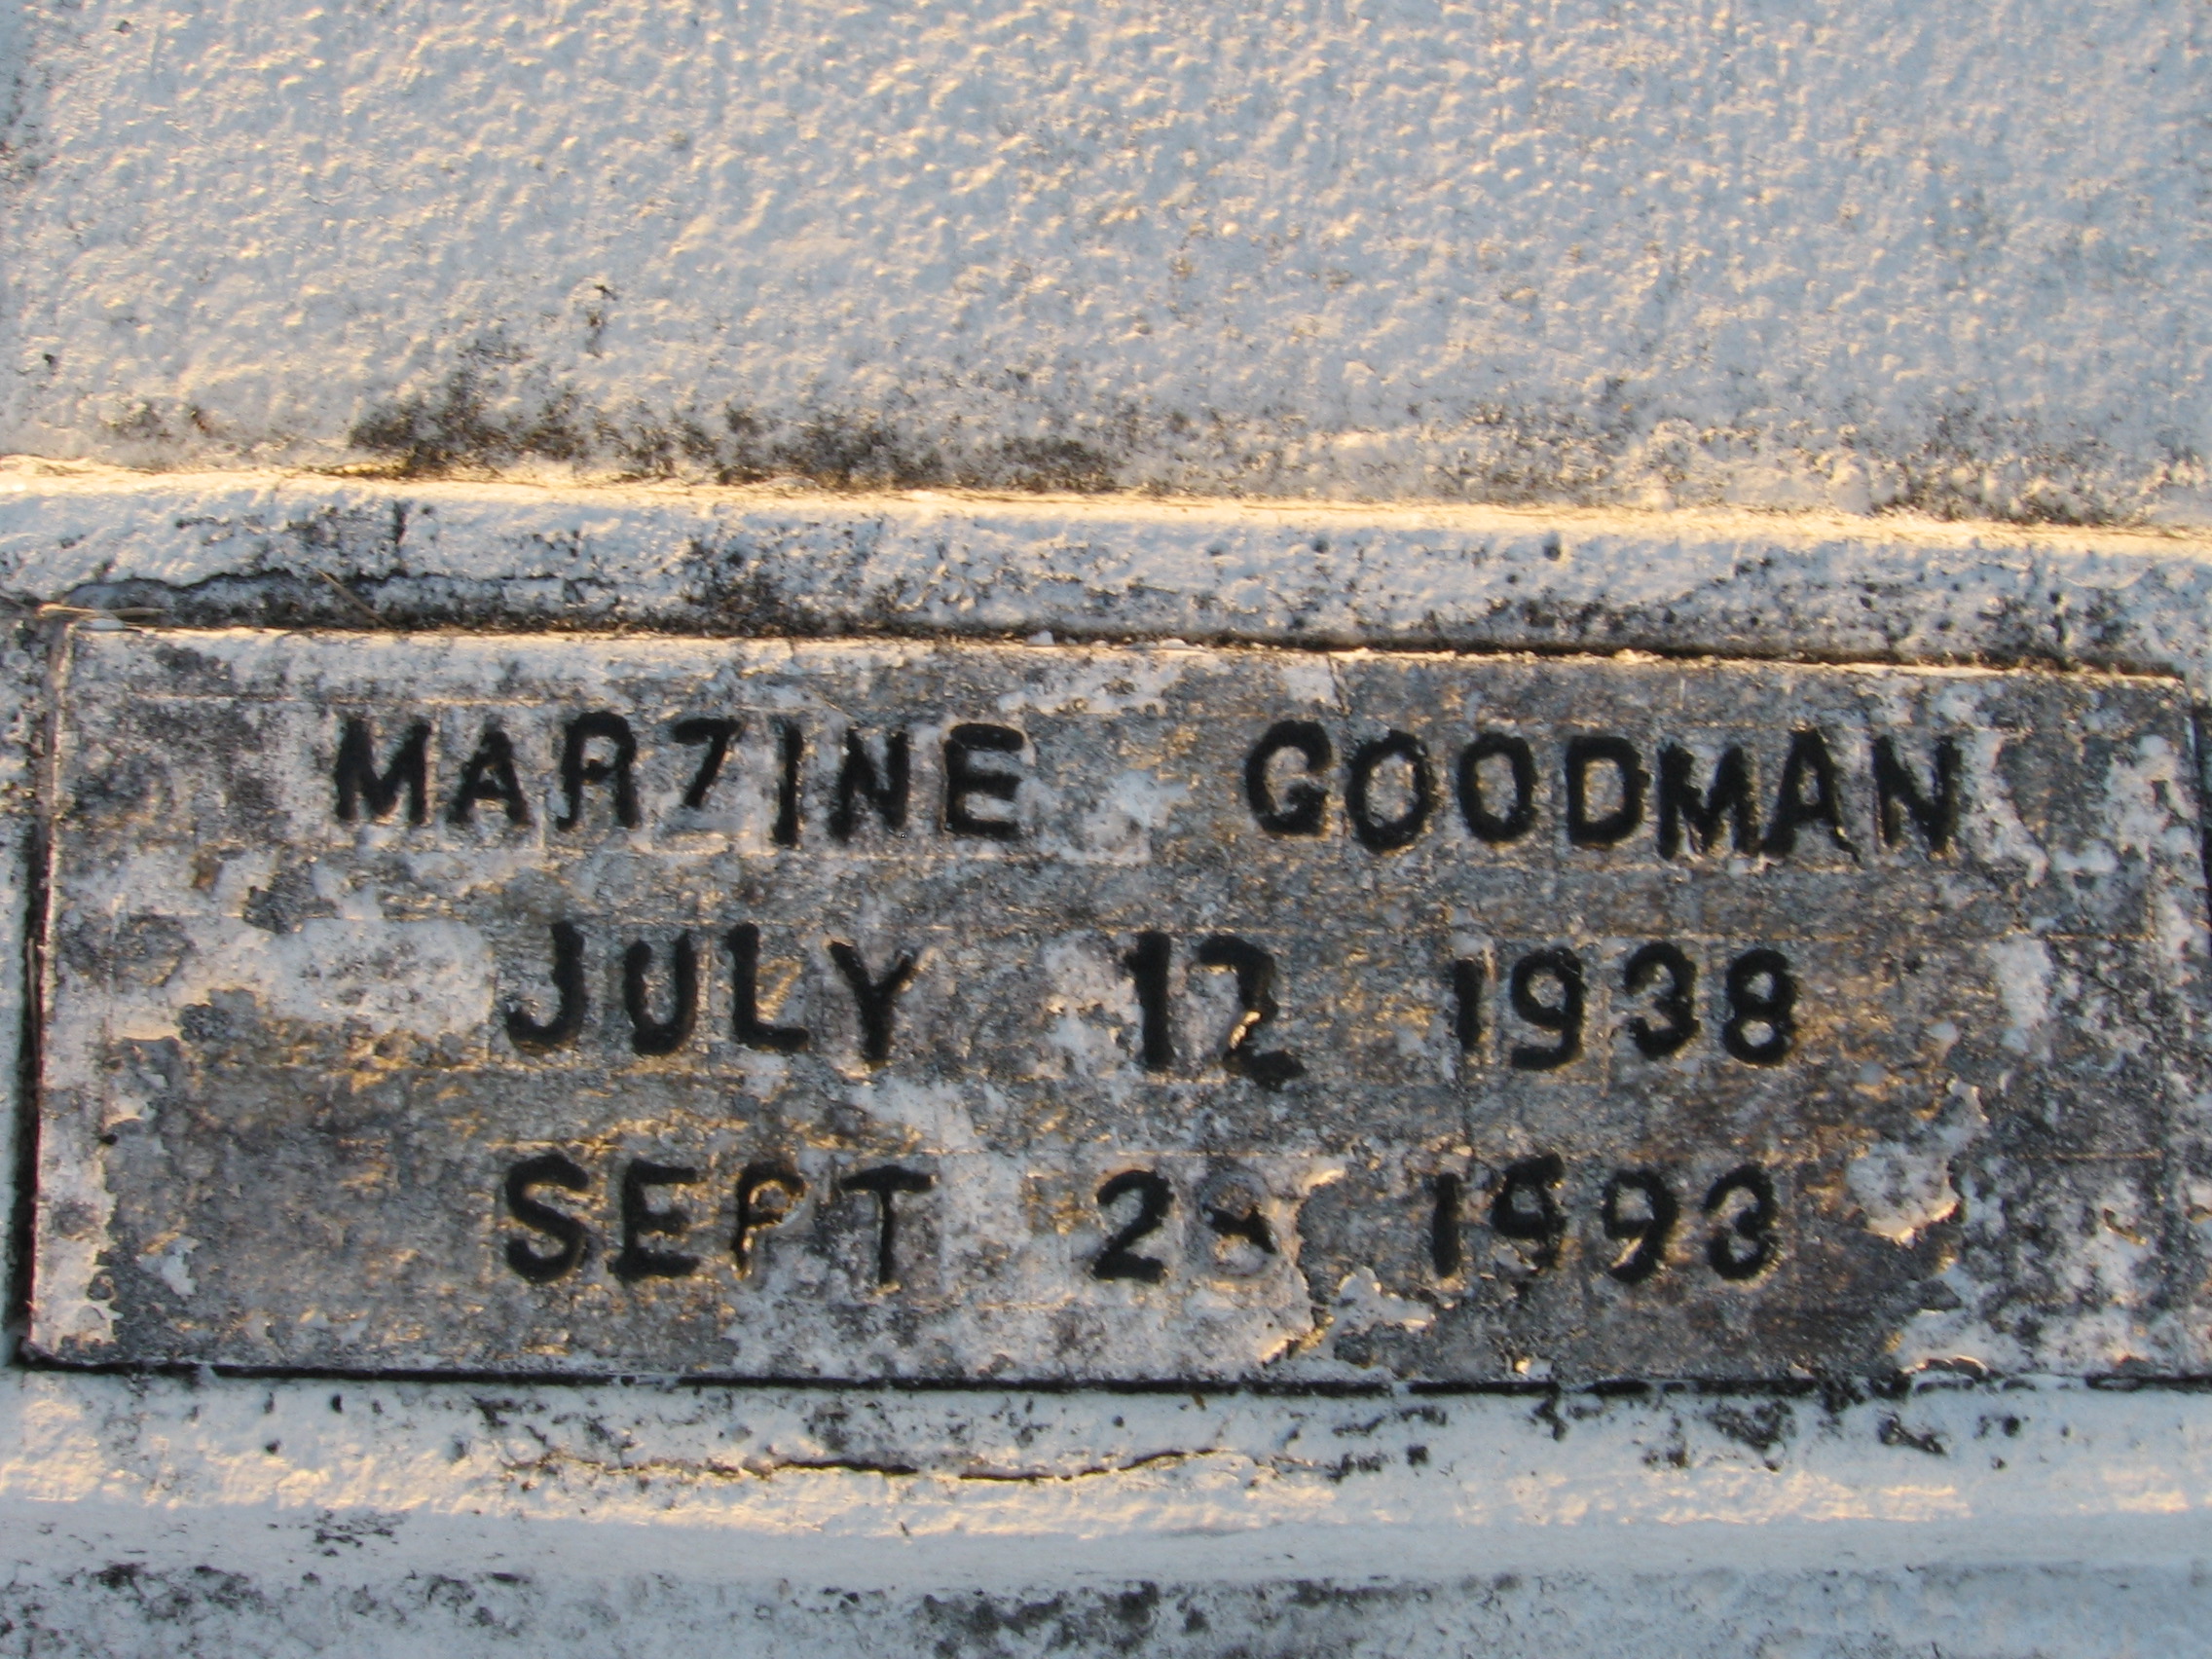 MARZINE GOODMAN
JULY 12 1938
SEPT 1993